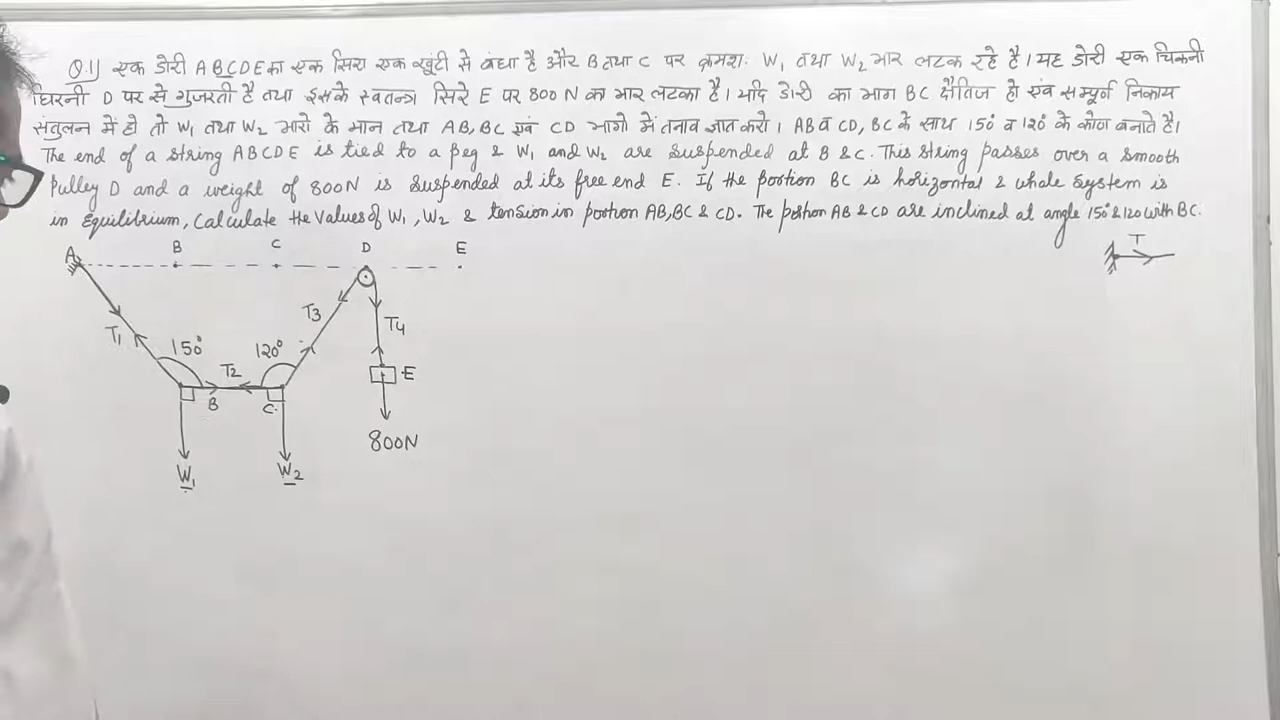 Q.1) एक डोरी ABCDE का एक सिरा एक खूंटी से बंधा है और B तथा C पर क्रमशः W₁ तथा W₂ भार लटक रहे है। यह डोरी एक चिकनी
घिरनी D पर से गुजरती है तथा इसके स्वतन्त्र सिरे E पर 800 N का भार लटका है। यदि डोरी का भाग BC क्षैतिज हो एवं सम्पूर्ण निकाय
संतुलन में हो तो W₁ तथा W₂ भारो के मान तथा AB, BC एवं CD भागो में तनाव ज्ञात करो। AB व CD, BC के साथ 150° व 120° के कोण बनाते है।
The end of a string ABCDE is tied to a peg & W₁ and W₂ are suspended at B & C. This string passes over a smooth
pulley D and a weight of 800N is suspended at its free end E. If the portion BC is horizontal & whole system is
in Equilibrium, Calculate the values of W₁, W₂ & tension in portion AB, BC & CD. The portion AB & CD are inclined at angle 150° & 120 with BC.
A B C D E
T
T₃
T₁ T₄
150° 120°
T₂ E
B C
800N
W₁ W₂